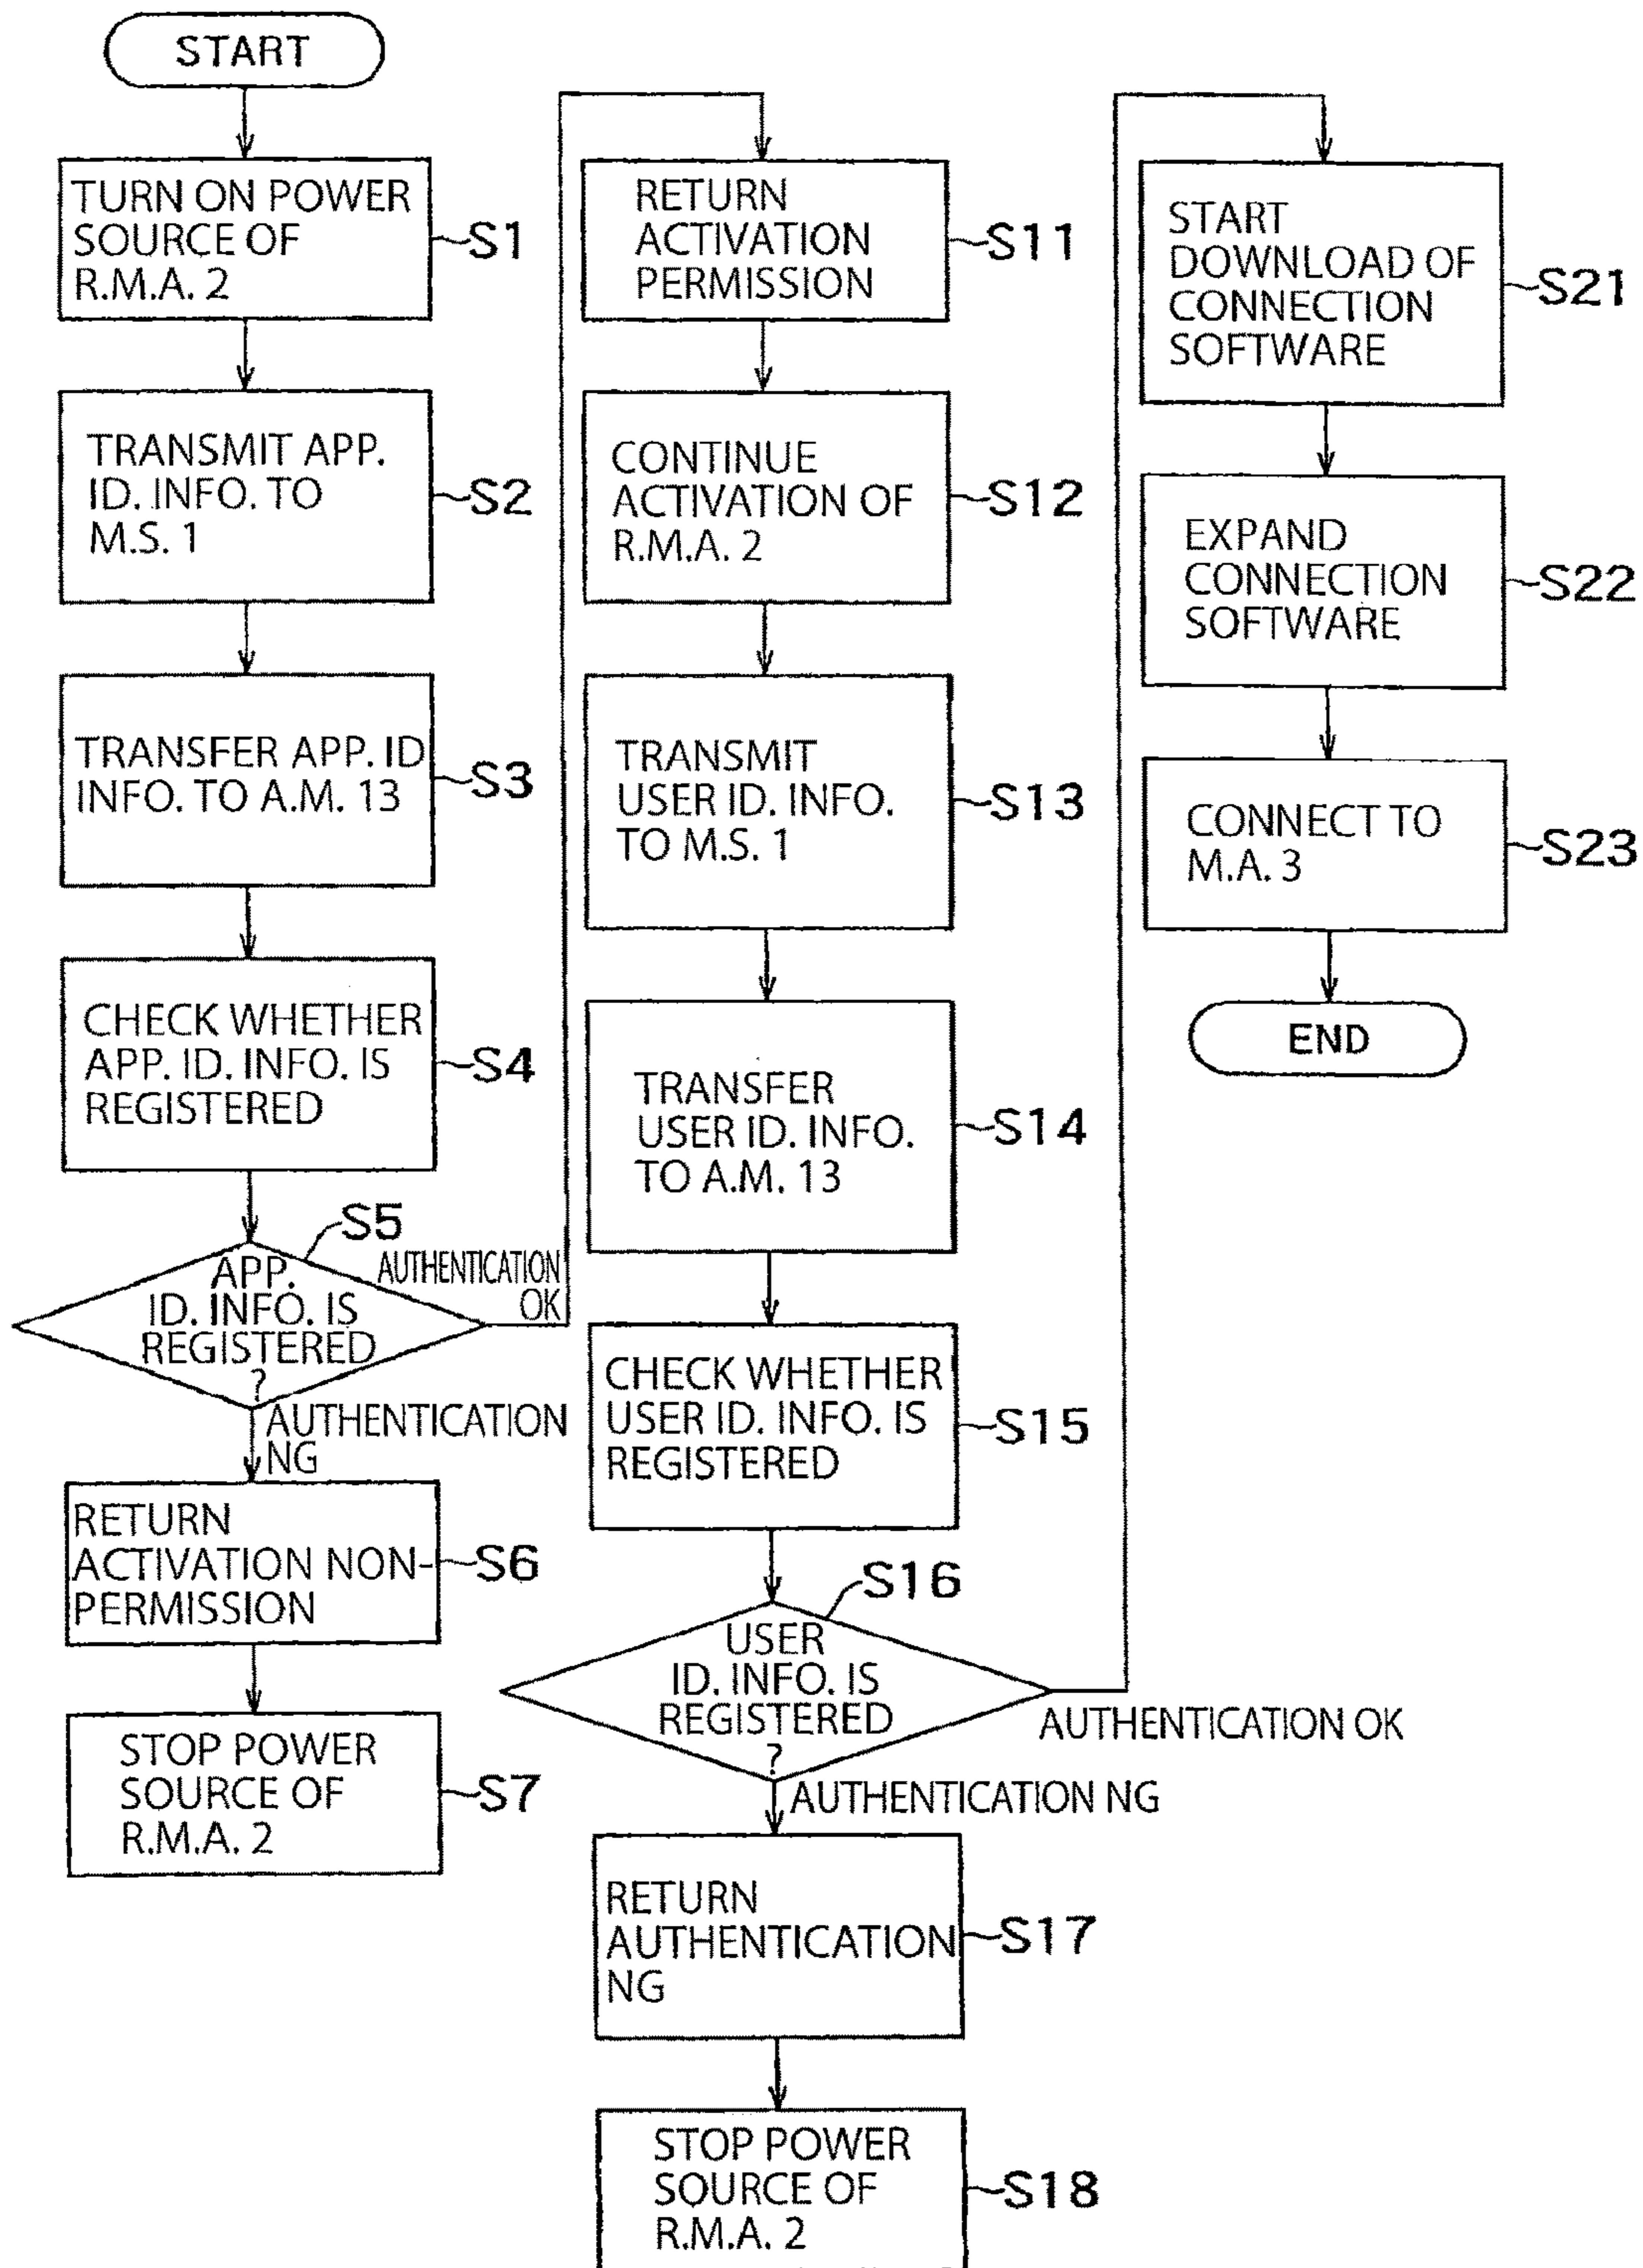 START
TURN ON POWER
SOURCE OF
R.M.A. 2
S1
TRANSMIT APP.
ID. INFO. TO
M.S. 1
S2
TRANSFER APP. ID
INFO. TO A.M. 13
S3
CHECK WHETHER
APP. ID. INFO. IS
REGISTERED
S4
S5
APP.
ID. INFO. IS
REGISTERED
?
AUTHENTICATION
OK
AUTHENTICATION
NG
RETURN
ACTIVATION NON-
PERMISSION
S6
STOP POWER
SOURCE OF
R.M.A. 2
S7
RETURN
ACTIVATION
PERMISSION
S11
CONTINUE
ACTIVATION OF
R.M.A. 2
S12
TRANSMIT
USER ID. INFO.
TO M.S. 1
S13
TRANSFER
USER ID. INFO.
TO A.M. 13
S14
CHECK WHETHER
USER ID. INFO. IS
REGISTERED
S15
S16
USER
ID. INFO. IS
REGISTERED
?
AUTHENTICATION OK
AUTHENTICATION NG
RETURN
AUTHENTICATION
NG
S17
STOP POWER
SOURCE OF
R.M.A. 2
S18
START
DOWNLOAD OF
CONNECTION
SOFTWARE
S21
EXPAND
CONNECTION
SOFTWARE
S22
CONNECT TO
M.A. 3
S23
END